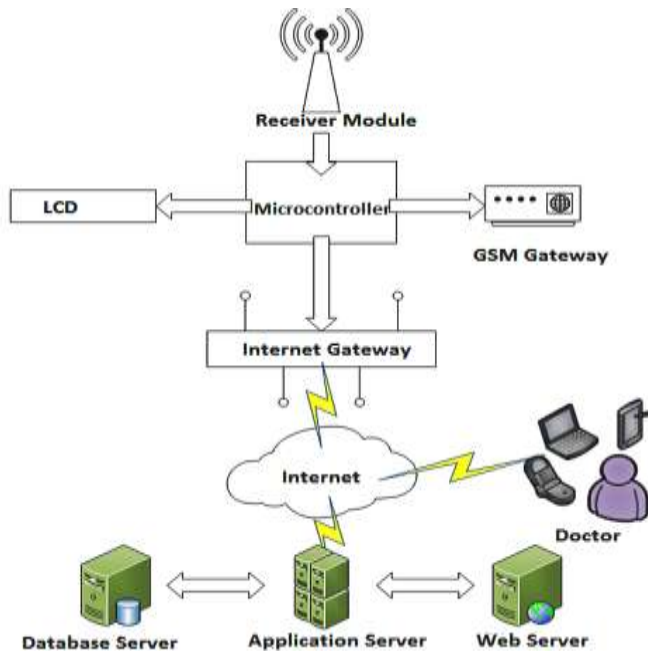 Receiver Module
LCD
Microcontroller
GSM Gateway
Internet Gateway
Internet
Doctor
Database Server
Application Server
Web Server